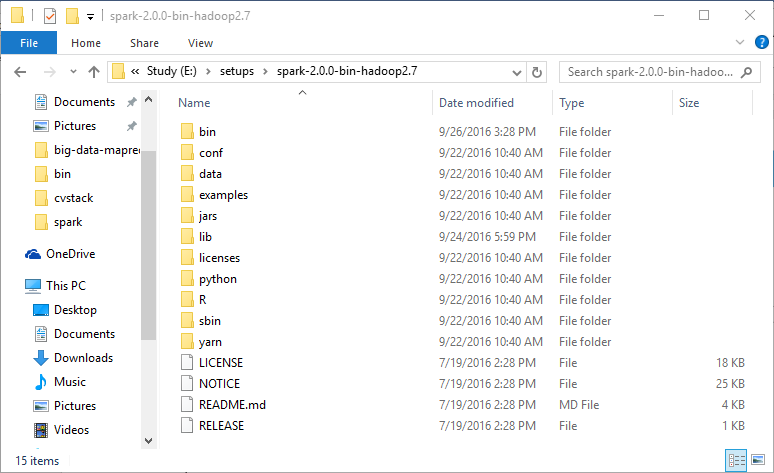 spark-2.0.0-bin-hadoop2.7
File Home Share View
« Study (E:) setups spark-2.0.0-bin-hadoop2.7 Search spark-2.0.0-bin-hadoo...
Documents
Pictures
big-data-mapred
bin
cvstack
spark
OneDrive
This PC
Desktop
Documents
Downloads
Music
Pictures
Videos
Name Date modified Type Size
bin 9/26/2016 3:28 PM File folder
conf 9/22/2016 10:40 AM File folder
data 9/22/2016 10:40 AM File folder
examples 9/22/2016 10:40 AM File folder
jars 9/22/2016 10:40 AM File folder
lib 9/24/2016 5:59 PM File folder
licenses 9/22/2016 10:40 AM File folder
python 9/22/2016 10:40 AM File folder
R 9/22/2016 10:40 AM File folder
sbin 9/22/2016 10:40 AM File folder
yarn 9/22/2016 10:40 AM File folder
LICENSE 7/19/2016 2:28 PM File 18 KB
NOTICE 7/19/2016 2:28 PM File 25 KB
README.md 7/19/2016 2:28 PM MD File 4 KB
RELEASE 7/19/2016 2:28 PM File 1 KB
15 items